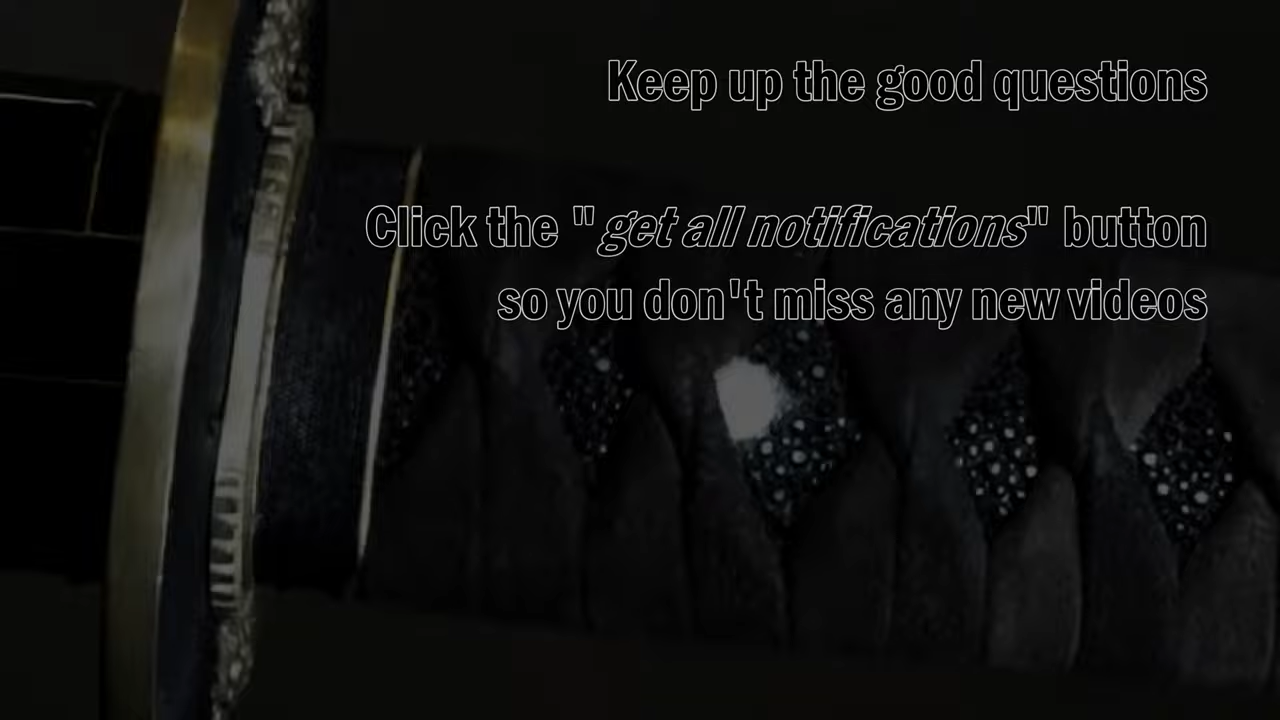 Keep up the good questions
Click the "get all notifications" button
so you don't miss any new videos